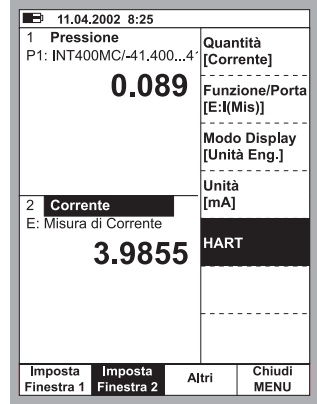 11.04.2002 8:25
1 Pressione
P1: INT400MC/-41.400...41
0.089
2 Corrente
E: Misura di Corrente
3.9855
Quantità
[Corrente]
Funzione/Porta
[E:I(Mis)]
Modo Display
[Unità Eng.]
Unità
[mA]
HART
Imposta
Finestra 1
Imposta
Finestra 2
Altri
Chiudi
MENU